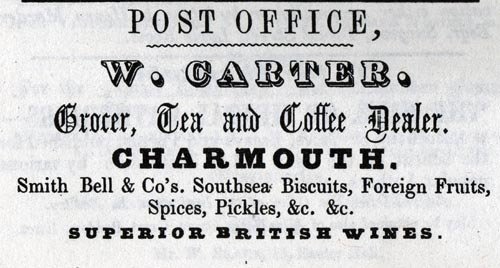 POST OFFICE,
W. CARTER.
Grocer, Tea and Coffee Dealer.
CHARMOUTH.
Smith Bell & Co's. Southsea Biscuits, Foreign Fruits,
Spices, Pickles, &c. &c.
SUPERIOR BRITISH WINES.